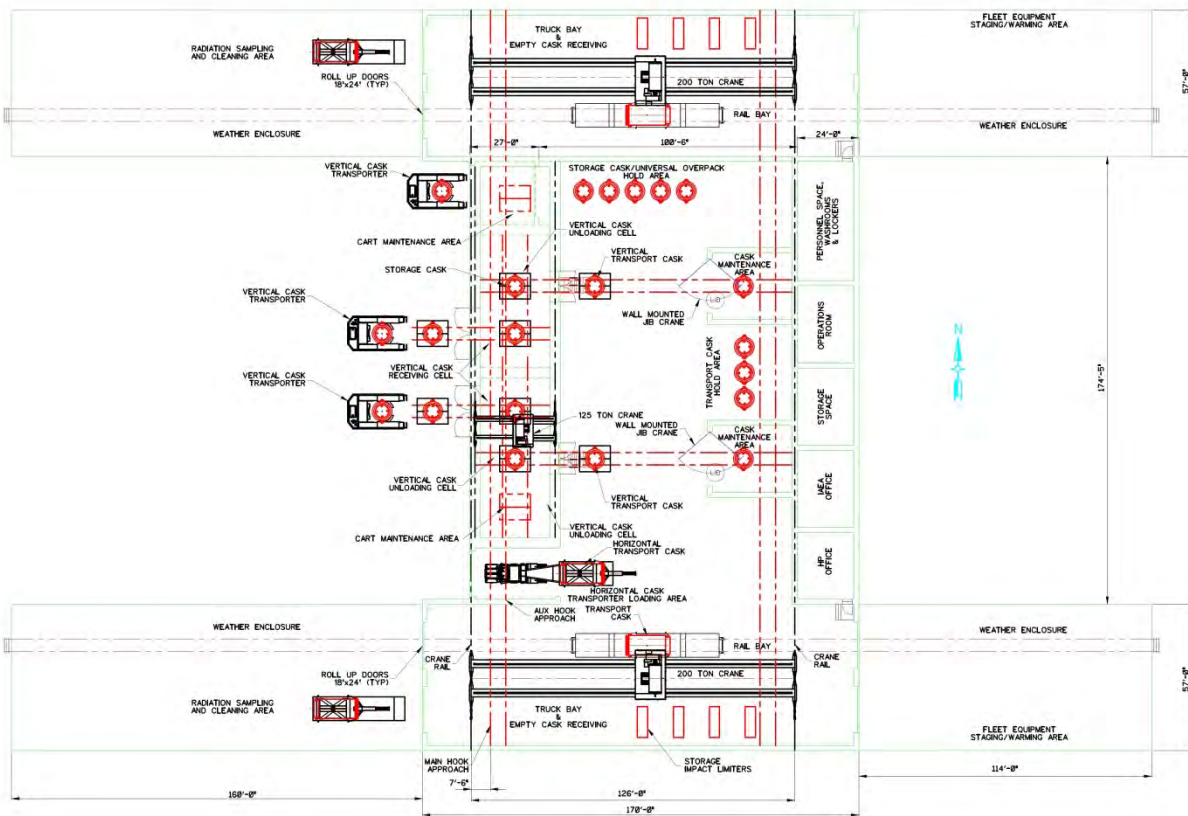 FLEET EQUIPMENT
STAGING/WARMING AREA
TRUCK BAY
&
EMPTY CASK RECEIVING
RADIATION SAMPLING
AND CLEANING AREA
ROLL UP DOORS
18'x24' (TYP)
200 TON CRANE
57'-0"
WEATHER ENCLOSURE
RAIL BAY
WEATHER ENCLOSURE
27'-0"
100'-6"
24'-0"
VERTICAL CASK
TRANSPORTER
STORAGE CASK/UNIVERSAL OVERPACK
HOLD AREA
PERSONNEL SPACE,
WASHROOMS
& LOCKERS
CART MAINTENANCE AREA
VERTICAL CASK
UNLOADING CELL
STORAGE CASK
VERTICAL
TRANSPORT CASK
CASK
MAINTENANCE
AREA
VERTICAL CASK
TRANSPORTER
WALL MOUNTED
JIB CRANE
OPERATIONS
ROOM
N
VERTICAL CASK
RECEIVING CELL
TRANSPORT CASK
HOLD AREA
174'-5"
VERTICAL CASK
TRANSPORTER
STORAGE
SPACE
125 TON CRANE
WALL MOUNTED
JIB CRANE
CASK
MAINTENANCE
AREA
VERTICAL CASK
UNLOADING CELL
IAEA
OFFICE
VERTICAL
TRANSPORT CASK
CART MAINTENANCE AREA
VERTICAL CASK
UNLOADING CELL
HORIZONTAL
TRANSPORT CASK
HP
OFFICE
HORIZONTAL CASK
TRANSPORTER LOADING AREA
AUX HOOK
APPROACH
TRANSPORT
CASK
WEATHER ENCLOSURE
WEATHER ENCLOSURE
RAIL BAY
CRANE
RAIL
CRANE
RAIL
ROLL UP DOORS
18'x24' (TYP)
200 TON CRANE
57'-0"
RADIATION SAMPLING
AND CLEANING AREA
TRUCK BAY
&
EMPTY CASK RECEIVING
FLEET EQUIPMENT
STAGING/WARMING AREA
MAIN HOOK
APPROACH
STORAGE
IMPACT LIMITERS
7'-6"
114'-0"
160'-0"
126'-0"
170'-0"